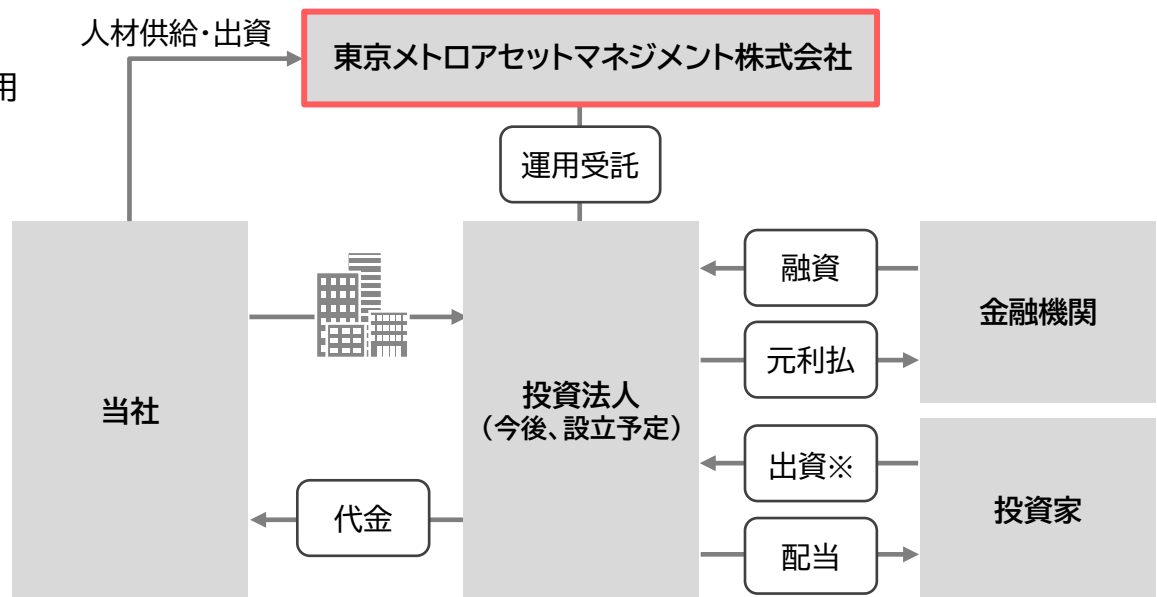 人材供給・出資
東京メトロアセットマネジメント株式会社
用
運用受託
融資
金融機関
元利払
当社
投資法人
（今後、設立予定）
出資※
投資家
代金
配当